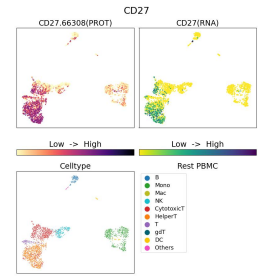 CD27
CD27.66308(PROT)
CD27(RNA)
Low -> High
Low -> High
Celltype
Rest PBMC
B
Mono
Mac
NK
CytotoxicT
HelperT
T
gdT
DC
Others